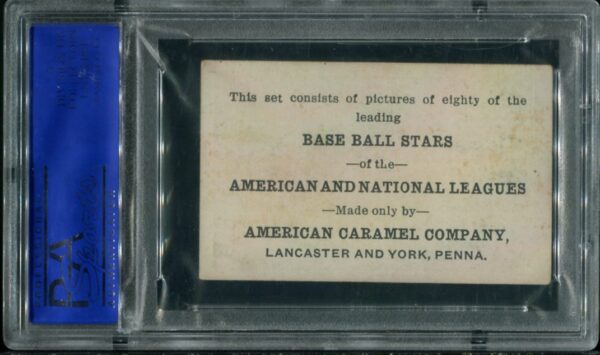 This set consists of pictures of eighty of the
leading
BASE BALL STARS
—of the—
AMERICAN AND NATIONAL LEAGUES
—Made only by—
AMERICAN CARAMEL COMPANY,
LANCASTER AND YORK, PENNA.
PSA